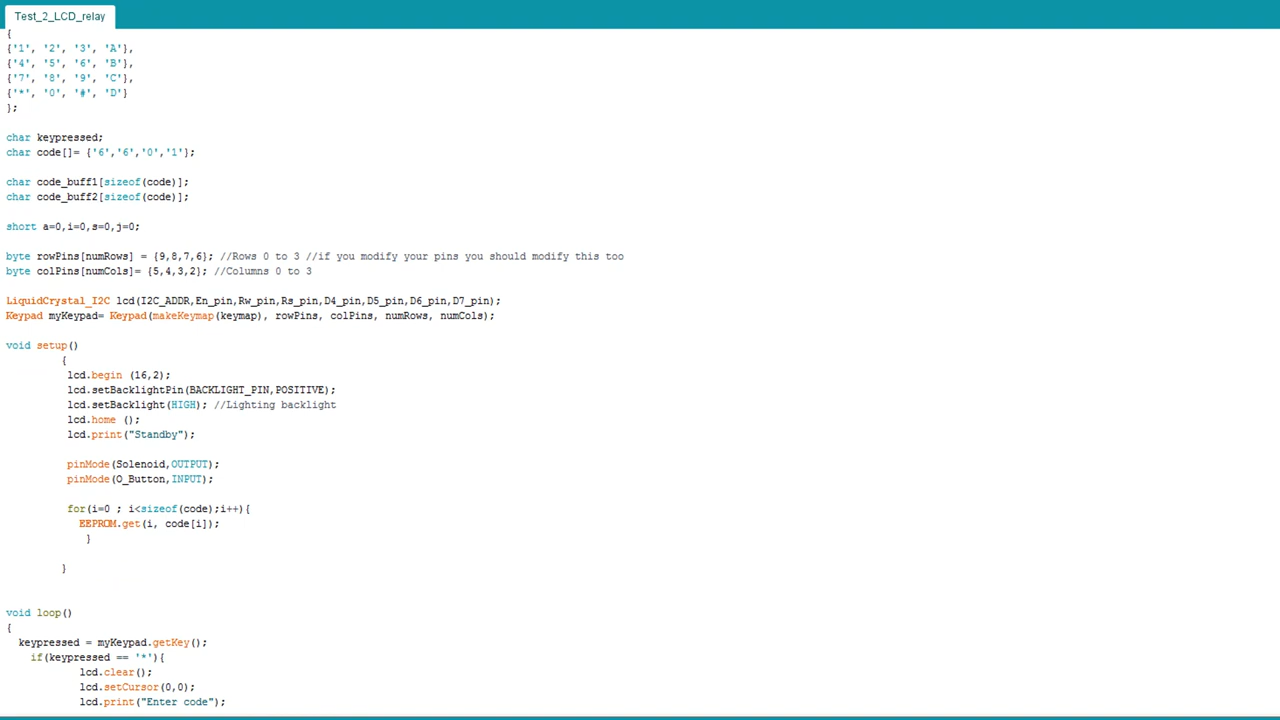 Test_2_LCD_relay
{
{'1', '2', '3', 'A'},
{'4', '5', '6', 'B'},
{'7', '8', '9', 'C'},
{'*', '0', '#', 'D'}
};
char keypressed;
char code[]= {'6','6','0','1'};
char code_buff1[sizeof(code)];
char code_buff2[sizeof(code)];
short a=0,i=0,s=0,j=0;
byte rowPins[numRows] = {9,8,7,6}; //Rows 0 to 3 //if you modify your pins you should modify this too
byte colPins[numCols]= {5,4,3,2}; //Columns 0 to 3
LiquidCrystal_I2C lcd(I2C_ADDR,En_pin,Rw_pin,Rs_pin,D4_pin,D5_pin,D6_pin,D7_pin);
Keypad myKeypad= Keypad(makeKeymap(keymap), rowPins, colPins, numRows, numCols);
void setup()
{
lcd.begin (16,2);
lcd.setBacklightPin(BACKLIGHT_PIN,POSITIVE);
lcd.setBacklight(HIGH); //Lighting backlight
lcd.home ();
lcd.print("Standby");
pinMode(Solenoid,OUTPUT);
pinMode(O_Button,INPUT);
for(i=0 ; i<sizeof(code);i++){
EEPROM.get(i, code[i]);
}
}
void loop()
{
keypressed = myKeypad.getKey();
if(keypressed == '*'){
lcd.clear();
lcd.setCursor(0,0);
lcd.print("Enter code");